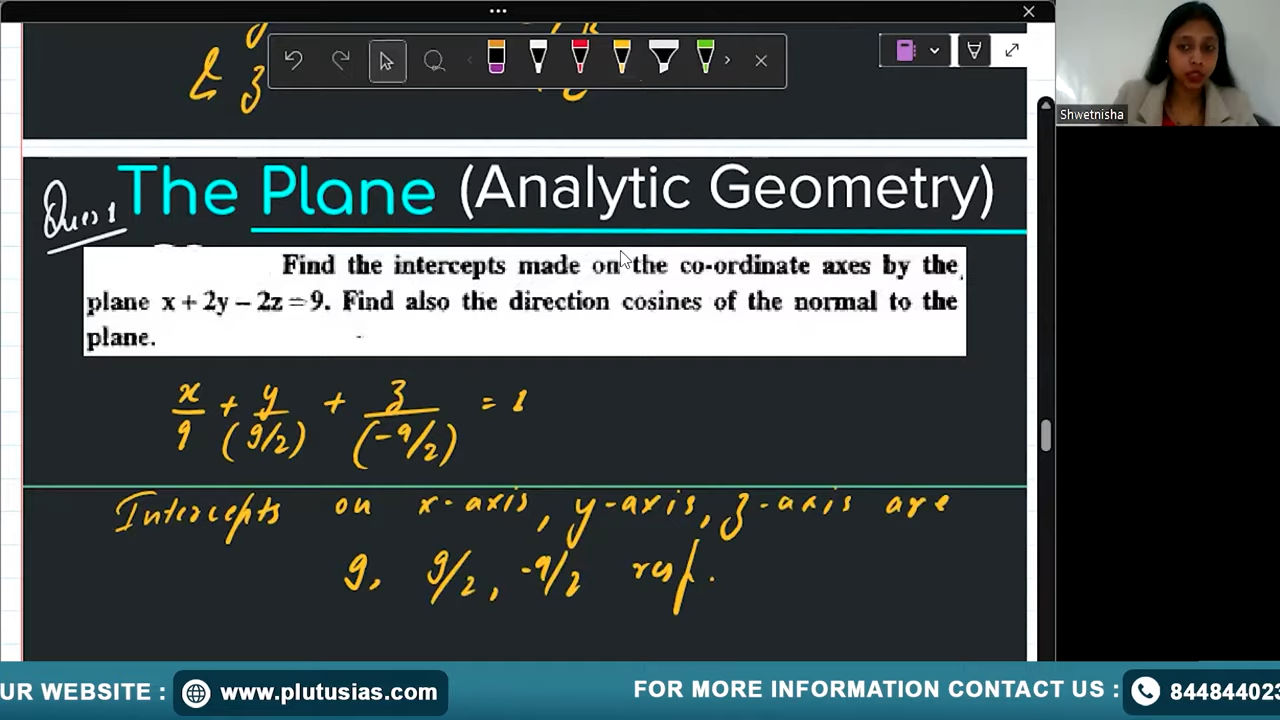 & z
Shwetnisha
Ques 1 The Plane (Analytic Geometry)
Find the intercepts made on the co-ordinate axes by the
plane x + 2y – 2z = 9. Find also the direction cosines of the normal to the
plane.
x/9 + y/(9/2) + z/(-9/2) = 1
Intercepts on x-axis, y-axis, z-axis are
9, 9/2, -9/2 resp.
UR WEBSITE : www.plutusias.com FOR MORE INFORMATION CONTACT US : 844844023